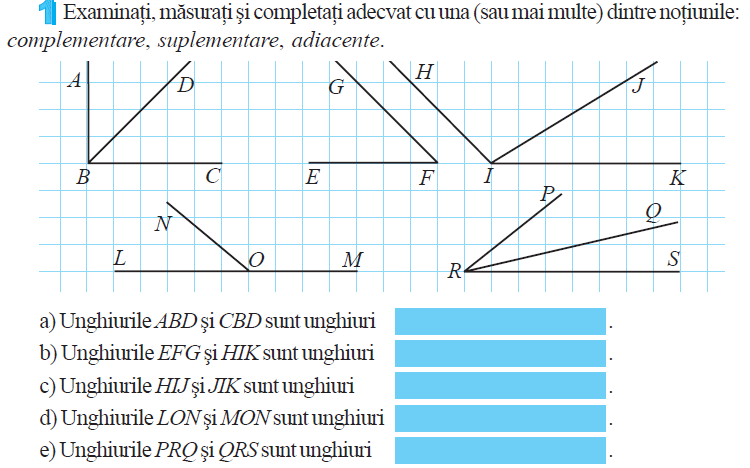 1 Examinați, măsurați și completați adecvat cu una (sau mai multe) dintre noțiunile:
complementare, suplementare, adiacente.
A D G H J
B C E F I K
N P Q
L O M R S
a) Unghiurile ABD și CBD sunt unghiuri .
b) Unghiurile EFG și HIK sunt unghiuri .
c) Unghiurile HIJ și JIK sunt unghiuri .
d) Unghiurile LON și MON sunt unghiuri .
e) Unghiurile PRQ și QRS sunt unghiuri .